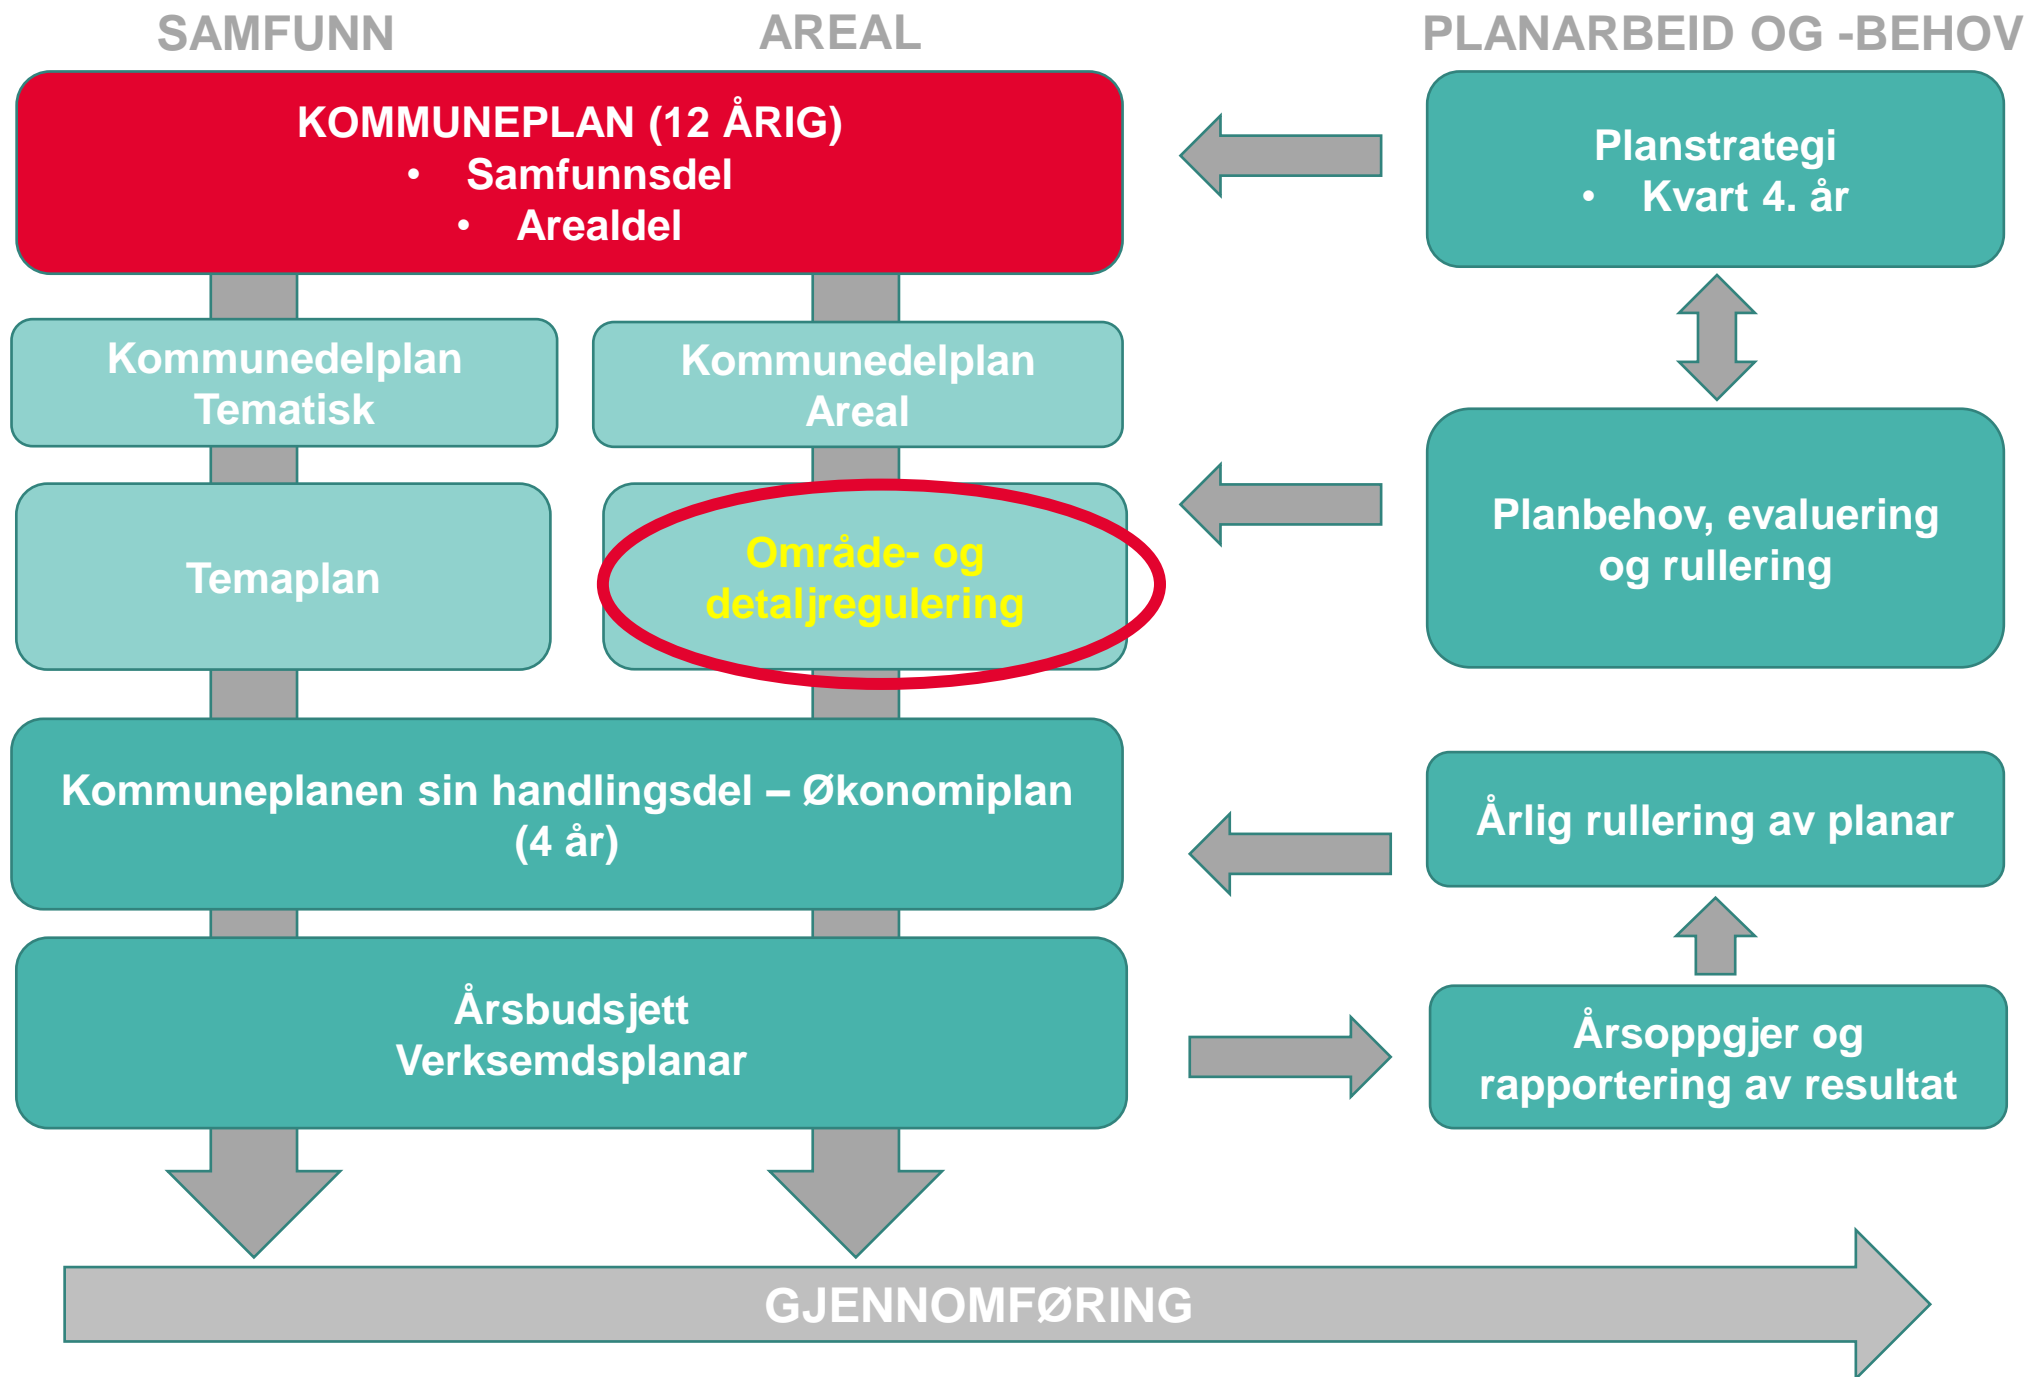 SAMFUNN
AREAL
PLANARBEID OG -BEHOV
KOMMUNEPLAN (12 ÅRIG)
• Samfunnsdel
• Arealdel
Planstrategi
• Kvart 4. år
Kommunedelplan
Tematisk
Kommunedelplan
Areal
Temaplan
Område- og
detaljregulering
Planbehov, evaluering
og rullering
Kommuneplanen sin handlingsdel – Økonomiplan
(4 år)
Årlig rullering av planar
Årsbudsjett
Verksemdsplanar
Årsoppgjer og
rapportering av resultat
GJENNOMFØRING